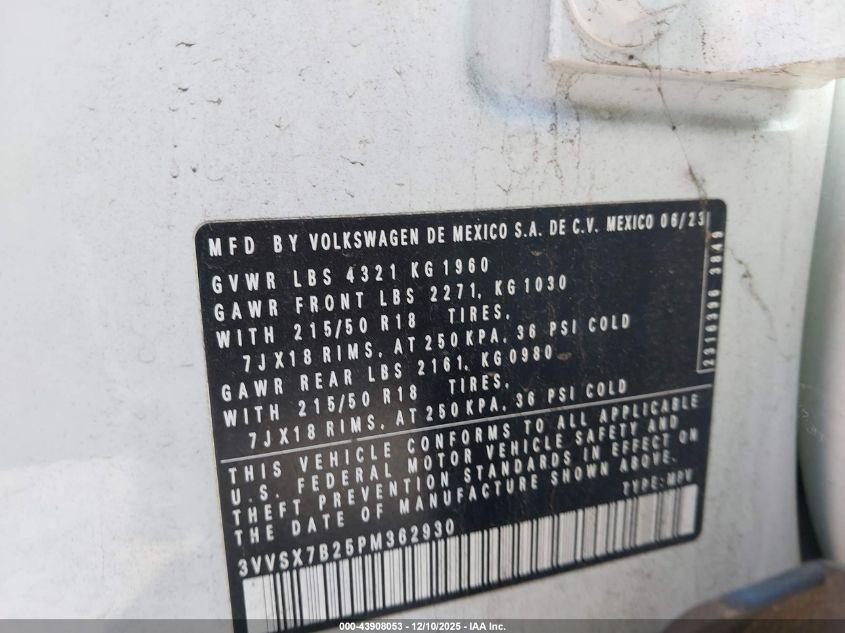 MFD BY VOLKSWAGEN DE MEXICO S.A. DE C.V. MEXICO 06/23
GVWR LBS 4321 KG 1960
GAWR FRONT LBS 2271, KG 1030
WITH 215/50 R18 TIRES,
7JX18 RIMS, AT 250 KPA, 36 PSI COLD
GAWR REAR LBS 2161, KG0980
WITH 215/50 R18 TIRES,
7JX18 RIMS, AT 250 KPA, 36 PSI COLD
THIS VEHICLE CONFORMS TO ALL APPLICABLE
U.S. FEDERAL MOTOR VEHICLE SAFETY AND
THEFT PREVENTION STANDARDS IN EFFECT ON
THE DATE OF MANUFACTURE SHOWN ABOVE.
TYPE: MPV
3VVSX7B25PM362930
2316386 3849
000-43908053 — 12/10/2025 - IAA Inc.